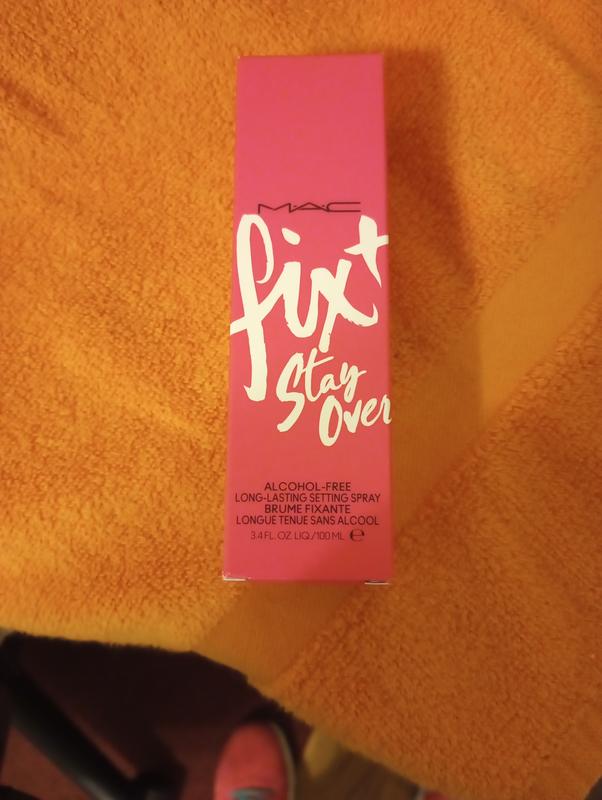 M·A·C
fix+
Stay
Over
ALCOHOL-FREE
LONG-LASTING SETTING SPRAY
BRUME FIXANTE
LONGUE TENUE SANS ALCOOL
3.4 FL. OZ. LIQ./100 ML ℮